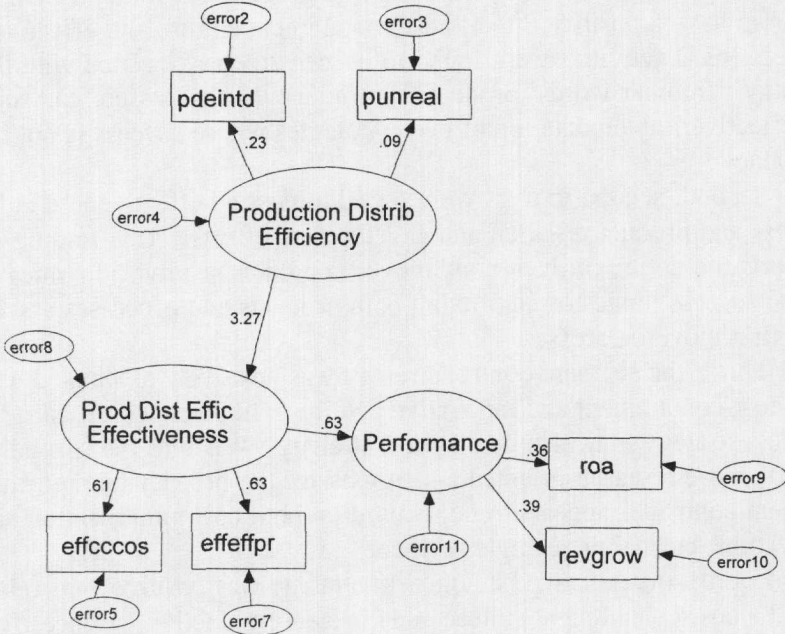 error2
error3
pdeintd
punreal
.23
.09
error4
Production Distrib
Efficiency
3.27
error8
Prod Dist Effic
Effectiveness
.63
Performance
.36
roa
error9
.61
.63
.39
effcccos
effeffpr
error11
revgrow
error10
error5
error7